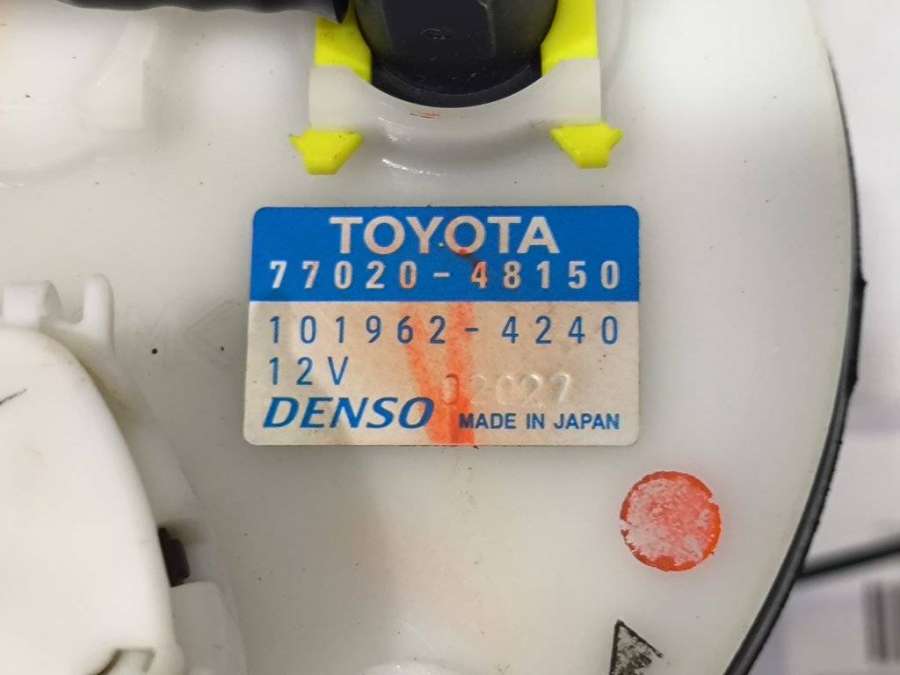 TOYOTA
77020-48150
101962-4240
12V
DENSO MADE IN JAPAN